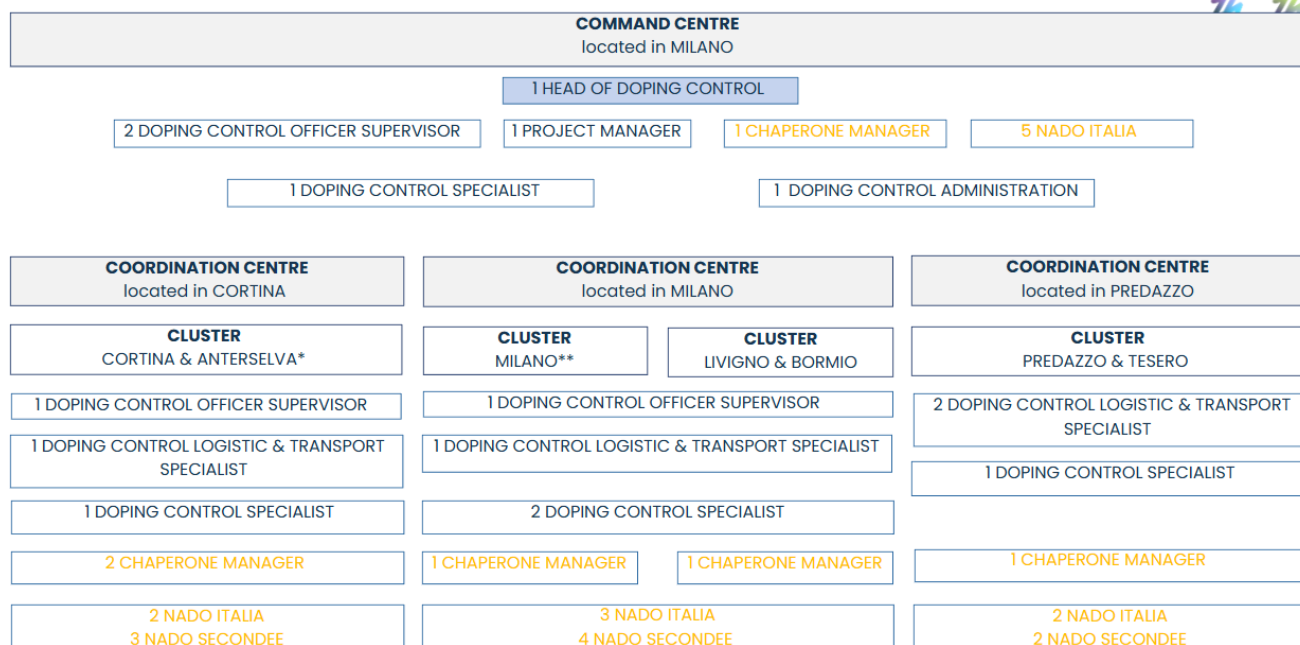 COMMAND CENTRE
located in MILANO
1 HEAD OF DOPING CONTROL
2 DOPING CONTROL OFFICER SUPERVISOR
1 PROJECT MANAGER
1 CHAPERONE MANAGER
5 NADO ITALIA
1 DOPING CONTROL SPECIALIST
1 DOPING CONTROL ADMINISTRATION
COORDINATION CENTRE
located in CORTINA
CLUSTER
CORTINA & ANTERSELVA*
1 DOPING CONTROL OFFICER SUPERVISOR
1 DOPING CONTROL LOGISTIC & TRANSPORT
SPECIALIST
1 DOPING CONTROL SPECIALIST
2 CHAPERONE MANAGER
2 NADO ITALIA
3 NADO SECONDEE
COORDINATION CENTRE
located in MILANO
CLUSTER
MILANO**
CLUSTER
LIVIGNO & BORMIO
1 DOPING CONTROL OFFICER SUPERVISOR
1 DOPING CONTROL LOGISTIC & TRANSPORT SPECIALIST
2 DOPING CONTROL SPECIALIST
1 CHAPERONE MANAGER
1 CHAPERONE MANAGER
3 NADO ITALIA
4 NADO SECONDEE
COORDINATION CENTRE
located in PREDAZZO
CLUSTER
PREDAZZO & TESERO
2 DOPING CONTROL LOGISTIC & TRANSPORT
SPECIALIST
1 DOPING CONTROL SPECIALIST
1 CHAPERONE MANAGER
2 NADO ITALIA
2 NADO SECONDEE